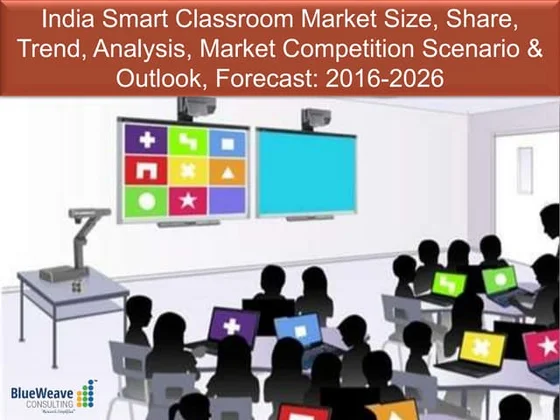 India Smart Classroom Market Size, Share,
Trend, Analysis, Market Competition Scenario &
Outlook, Forecast: 2016-2026
BlueWeave
CONSULTING